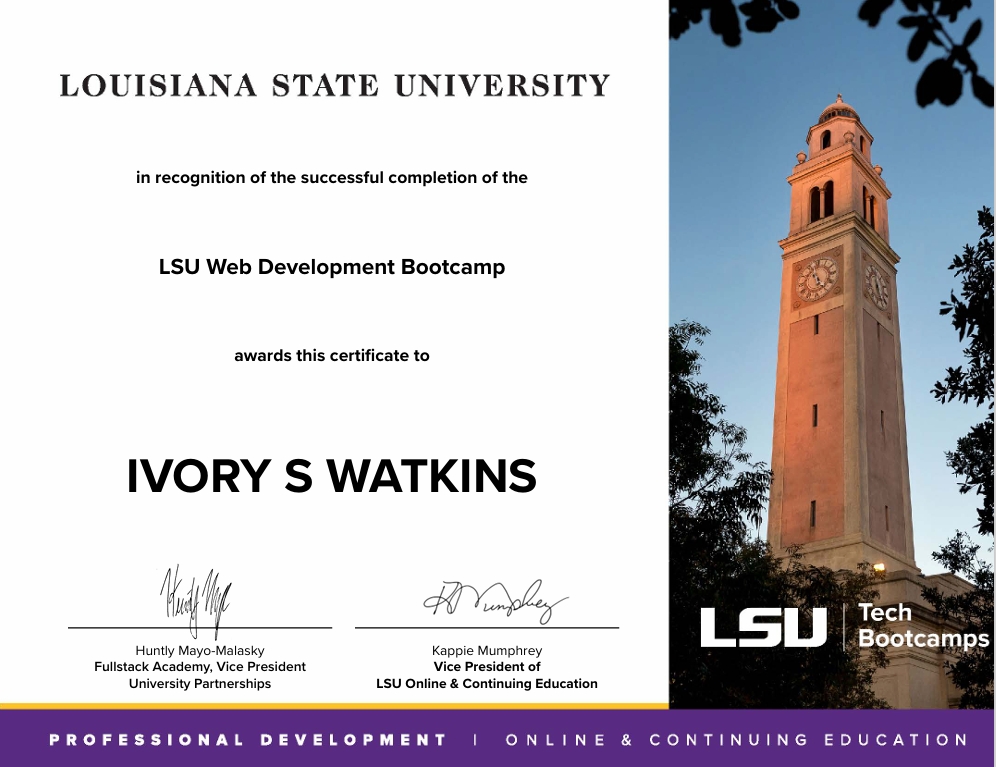 LOUISIANA STATE UNIVERSITY
in recognition of the successful completion of the
LSU Web Development Bootcamp
awards this certificate to
IVORY S WATKINS
Huntly Mayo-Malasky
Fullstack Academy, Vice President
University Partnerships
Kappie Mumphrey
Vice President of
LSU Online & Continuing Education
LSU | Tech
Bootcamps
PROFESSIONAL DEVELOPMENT | ONLINE & CONTINUING EDUCATION